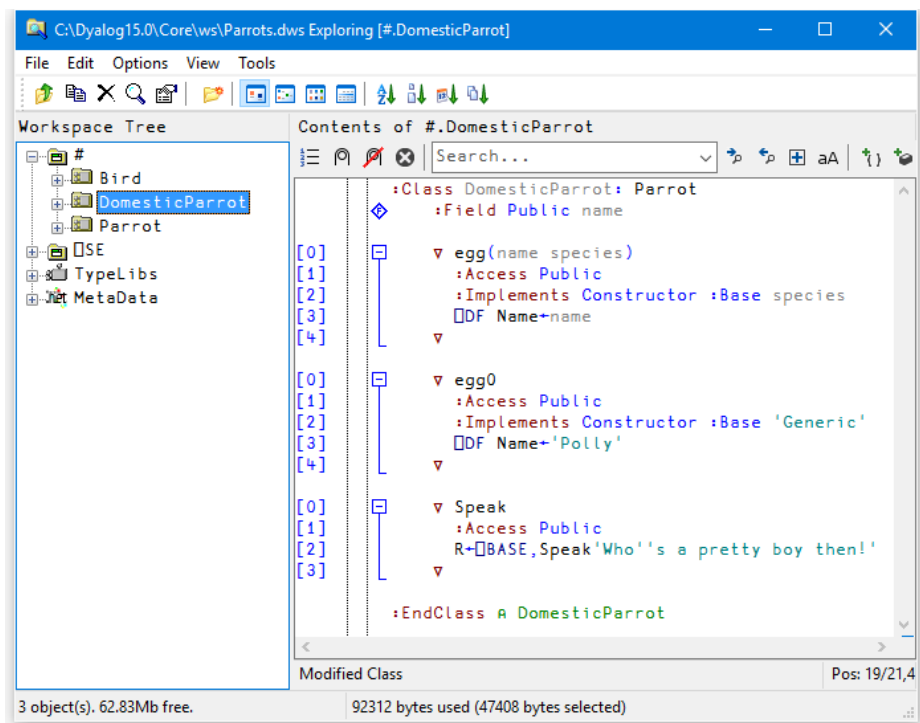 C:\Dyalog15.0\Core\ws\Parrots.dws Exploring [#.DomesticParrot]
File Edit Options View Tools
Workspace Tree
#
Bird
DomesticParrot
Parrot
⎕SE
TypeLibs
.Net MetaData
Contents of #.DomesticParrot
Search...
aA
:Class DomesticParrot: Parrot
:Field Public name
[0] ∇ egg(name species)
[1] :Access Public
[2] :Implements Constructor :Base species
[3] ⎕DF Name←name
[4] ∇
[0] ∇ egg0
[1] :Access Public
[2] :Implements Constructor :Base 'Generic'
[3] ⎕DF Name←'Polly'
[4] ∇
[0] ∇ Speak
[1] :Access Public
[2] R←⎕BASE,Speak'Who''s a pretty boy then!'
[3] ∇
:EndClass ⍝ DomesticParrot
Modified Class
Pos: 19/21,4
3 object(s). 62.83Mb free.
92312 bytes used (47408 bytes selected)